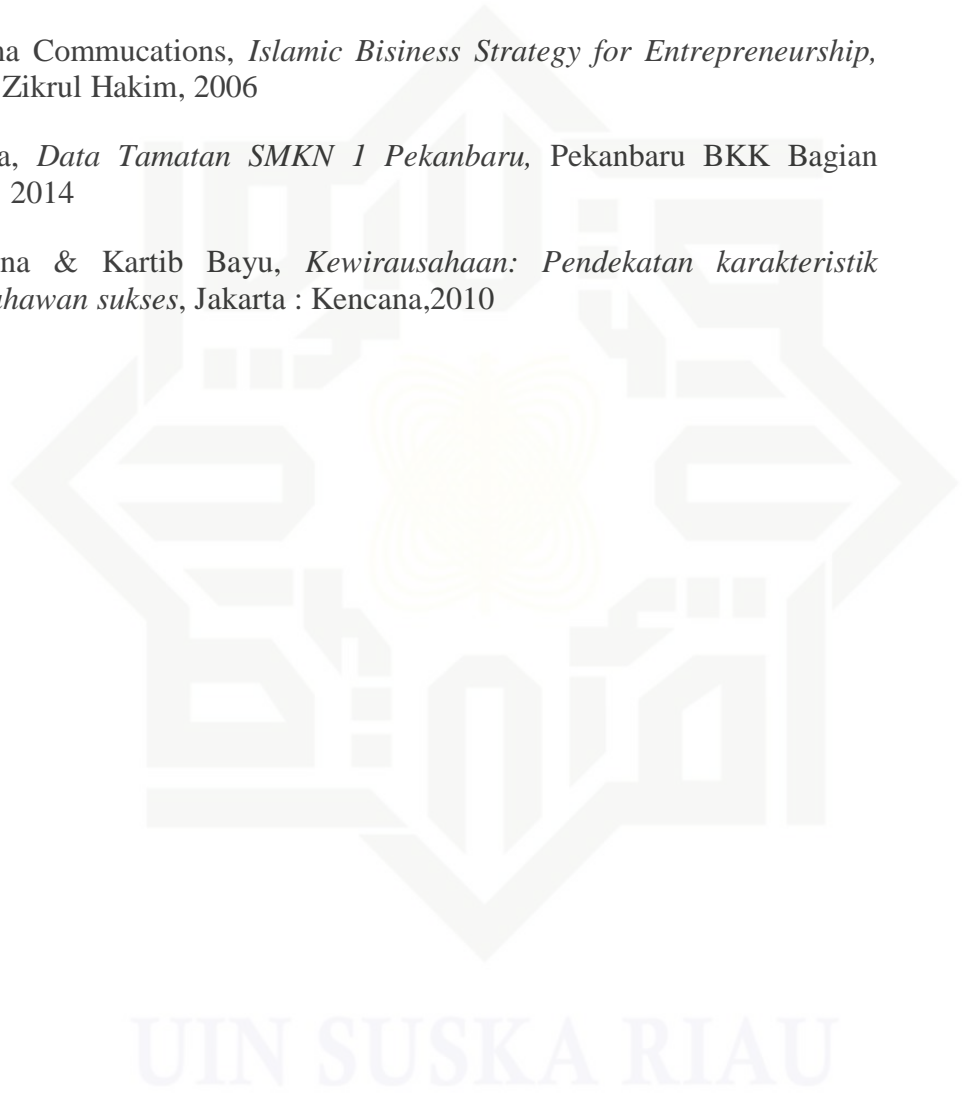 na Commucations, Islamic Bisiness Strategy for Entrepreneurship,
Zikrul Hakim, 2006
a, Data Tamatan SMKN 1 Pekanbaru, Pekanbaru BKK Bagian
2014
na & Kartib Bayu, Kewirausahaan: Pendekatan karakteristik
ahawan sukses, Jakarta : Kencana,2010
UIN SUSKA RIAU